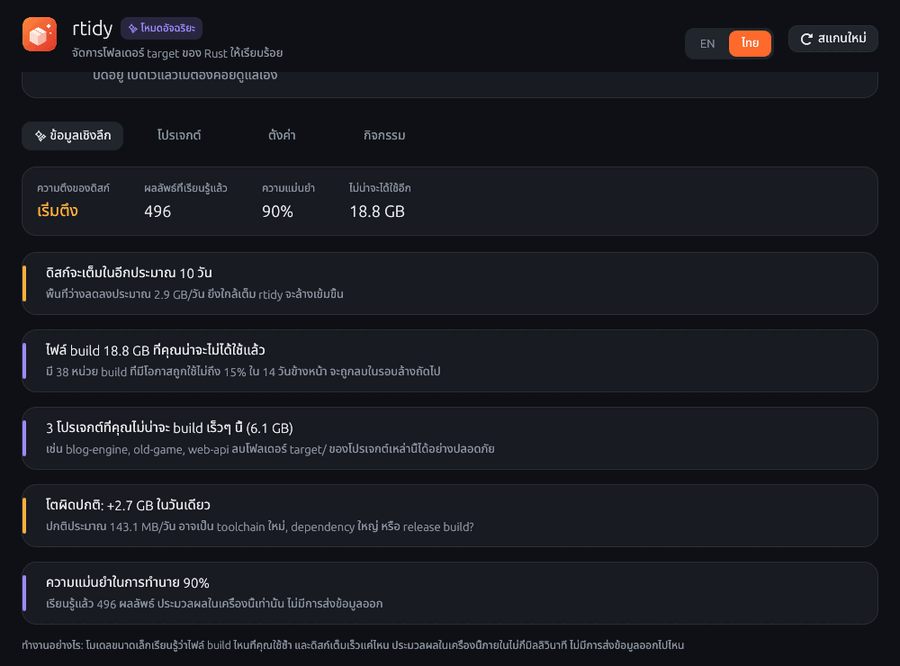 rtidy
โหมดอัจฉริยะ
จัดการโฟลเดอร์ target ของ Rust ให้เรียบร้อย
EN
ไทย
สแกนใหม่
ปิดอยู่ เปิดไว้แล้วไม่ต้องคอยดูแลเอง
ข้อมูลเชิงลึก
โปรเจกต์
ตั้งค่า
กิจกรรม
ความตึงของดิสก์
ผลลัพธ์ที่เรียนรู้แล้ว
ความแม่นยำ
ไม่น่าจะได้ใช้อีก
เริ่มตึง
496
90%
18.8 GB
ดิสก์จะเต็มในอีกประมาณ 10 วัน
พื้นที่ว่างลดลงประมาณ 2.9 GB/วัน ยิ่งใกล้เต็ม rtidy จะล้างเข้มขึ้น
ไฟล์ build 18.8 GB ที่คุณน่าจะไม่ได้ใช้แล้ว
มี 38 หน่วย build ที่มีโอกาสถูกใช้ไม่ถึง 15% ใน 14 วันข้างหน้า จะถูกลบในรอบล้างถัดไป
3 โปรเจกต์ที่คุณไม่น่าจะ build เร็วๆ นี้ (6.1 GB)
เช่น blog-engine, old-game, web-api ลบโฟลเดอร์ target/ ของโปรเจกต์เหล่านี้ได้อย่างปลอดภัย
โตผิดปกติ: +2.7 GB ในวันเดียว
ปกติประมาณ 143.1 MB/วัน อาจเป็น toolchain ใหม่, dependency ใหญ่ หรือ release build?
ความแม่นยำในการทำนาย 90%
เรียนรู้แล้ว 496 ผลลัพธ์ ประมวลผลในเครื่องนี้เท่านั้น ไม่มีการส่งข้อมูลออก
ทำงานอย่างไร: โมเดลขนาดเล็กเรียนรู้ว่าไฟล์ build ไหนที่คุณใช้ซ้ำ และดิสก์เต็มเร็วแค่ไหน ประมวลผลในเครื่องนี้ภายในไม่กี่มิลลิวินาที ไม่มีการส่งข้อมูลออกไปไหน